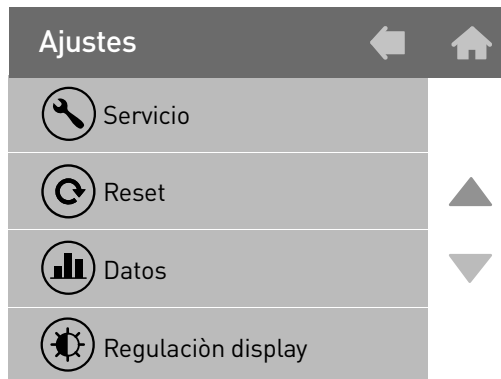 Ajustes
Servicio
Reset
Datos
Regulaciòn display